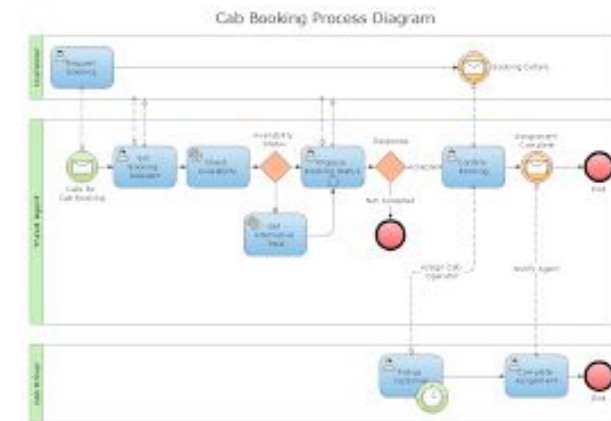 Cab Booking Process Diagram
Customer
Request
Booking
Booking Details
Travel Agent
Calls for
Cab Booking
Get
Booking
Request
Check
Availability
Availability
Status
Get
Alternative
Propose
Booking Status
Response
Accepted
Not Accepted
Confirm
Booking
Assignment
Complete
End
Assign Cab
Operator
Notify Agent
Cab Driver
Pickup
Customer
Complete
Assignment
End